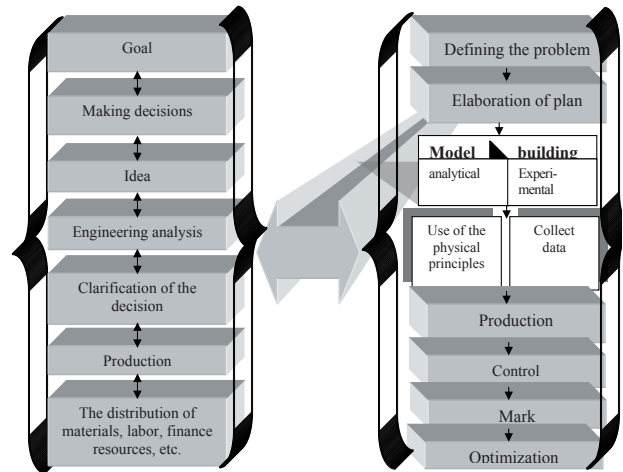 Goal
Making decisions
Idea
Engineering analysis
Clarification of the
decision
Production
The distribution of
materials, labor, finance
resources, etc.
Defining the problem
Elaboration of plan
Model building
analytical
Experi-
mental
Use of the
physical
principles
Collect
data
Production
Control
Mark
Optimization